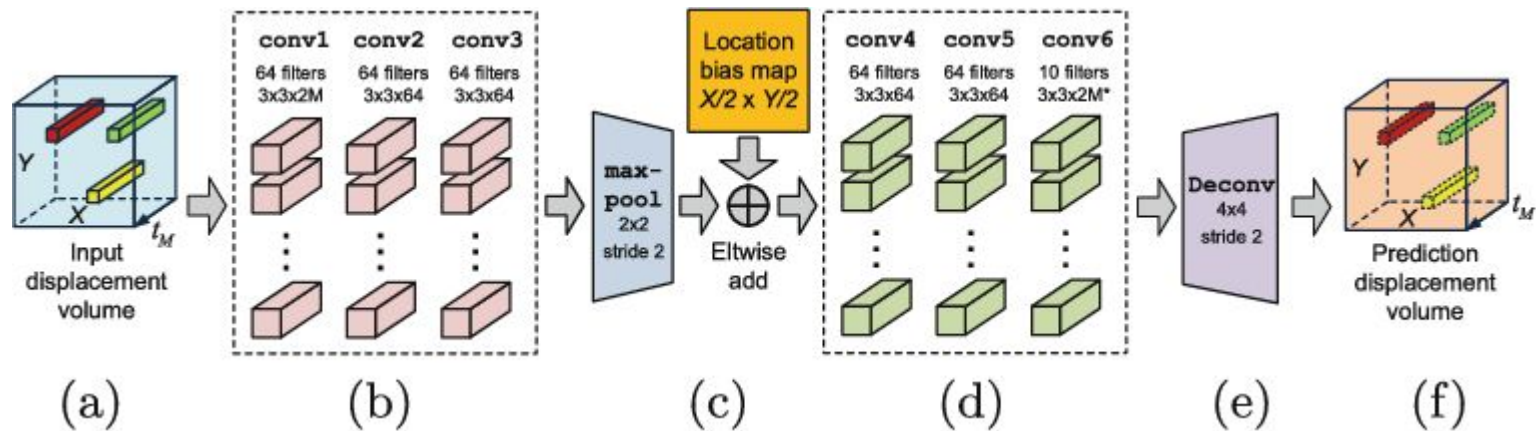 Y
X
t_M
Input
displacement
volume
conv1 conv2 conv3
64 filters 64 filters 64 filters
3x3x2M 3x3x64 3x3x64
max-
pool
2x2
stride 2
Location
bias map
X/2 x Y/2
Eltwise
add
conv4 conv5 conv6
64 filters 64 filters 10 filters
3x3x64 3x3x64 3x3x2M*
Deconv
4x4
stride 2
Y
X
t_M
Prediction
displacement
volume
(a) (b) (c) (d) (e) (f)